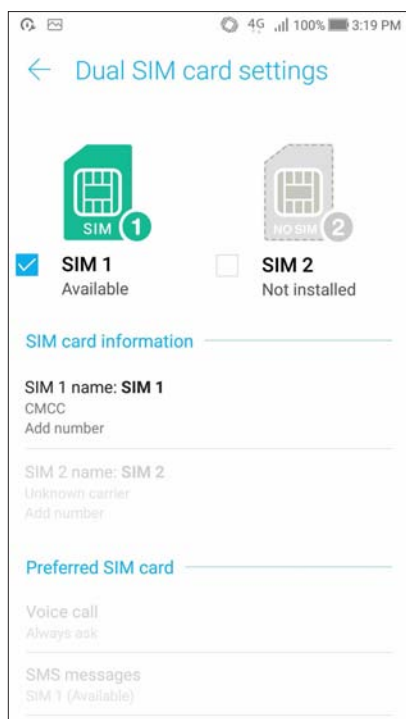 4G 100% 3:19 PM
Dual SIM card settings
SIM 1
NO SIM 2
SIM 1
Available
SIM 2
Not installed
SIM card information
SIM 1 name: SIM 1
CMCC
Add number
SIM 2 name: SIM 2
Unknown carrier
Add number
Preferred SIM card
Voice call
Always ask
SMS messages
SIM 1 (Available)